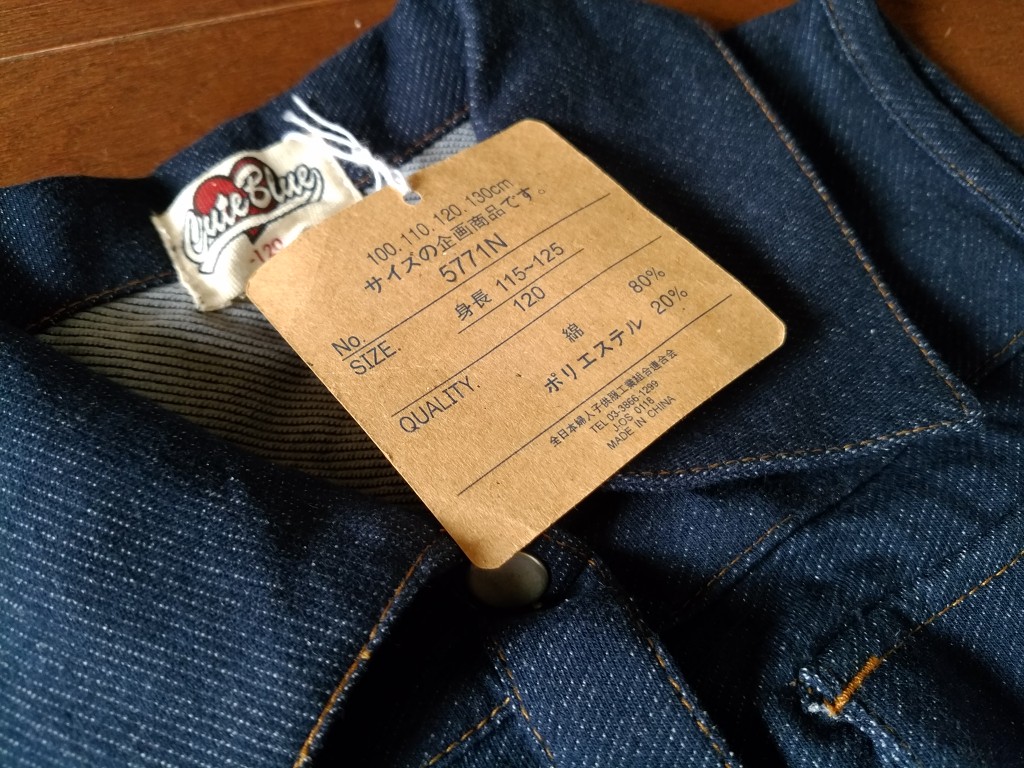 Cute Blue
-120
100.110.120.130cm
サイズの企画商品です。
No. 5771N
SIZE. 身長 115~125
120
QUALITY. 綿 80%
ポリエステル 20%
全日本婦人子供服工業組合連合会
TEL 03-3866-1299
J-OS 0118
MADE IN CHINA